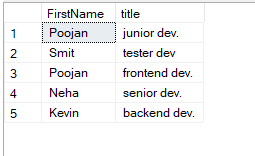 FirstName title
1 Poojan junior dev.
2 Smit tester dev
3 Poojan frontend dev.
4 Neha senior dev.
5 Kevin backend dev.